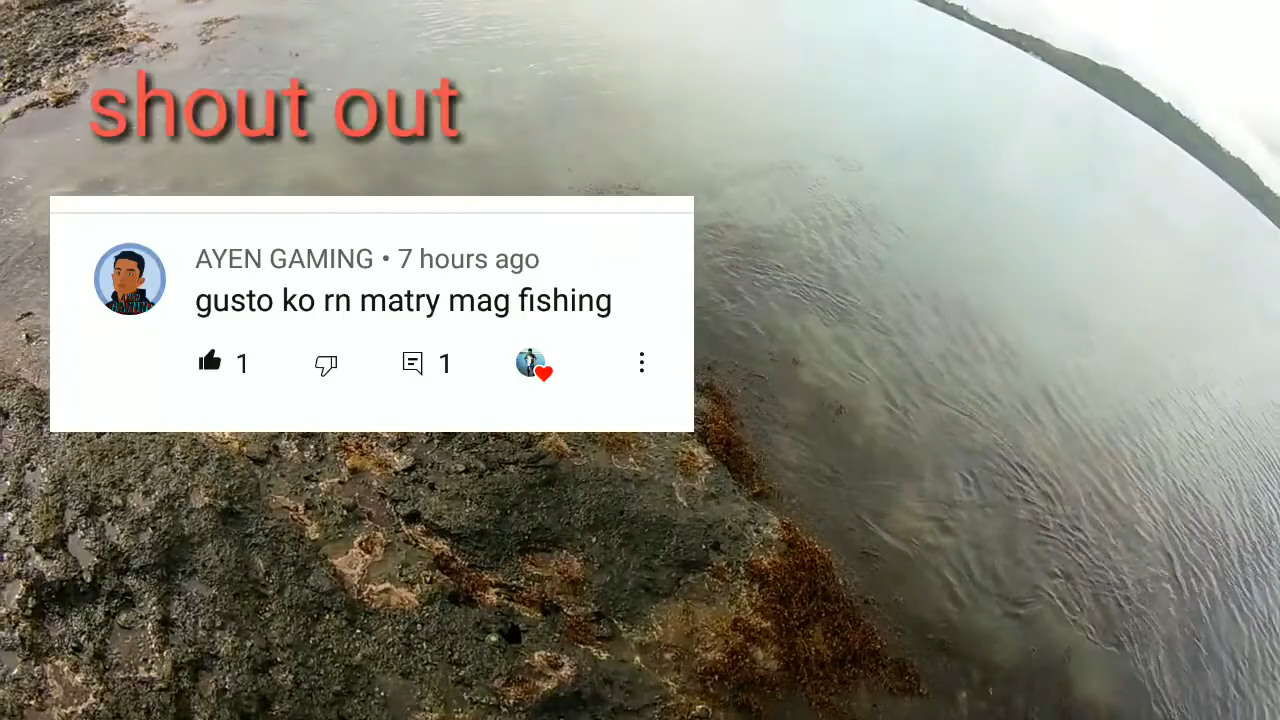 shout out
AYEN GAMING • 7 hours ago
gusto ko rn matry mag fishing
1
1